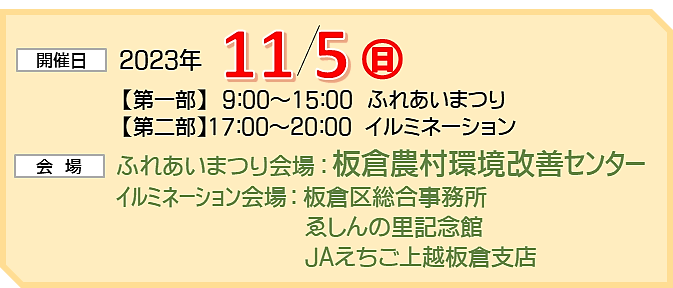 開催日 2023年 11/5㊐
【第一部】 9:00～15:00 ふれあいまつり
【第二部】17:00～20:00 イルミネーション
会場 ふれあいまつり会場：板倉農村環境改善センター
イルミネーション会場：板倉区総合事務所
ゑしんの里記念館
JAえちご上越板倉支店